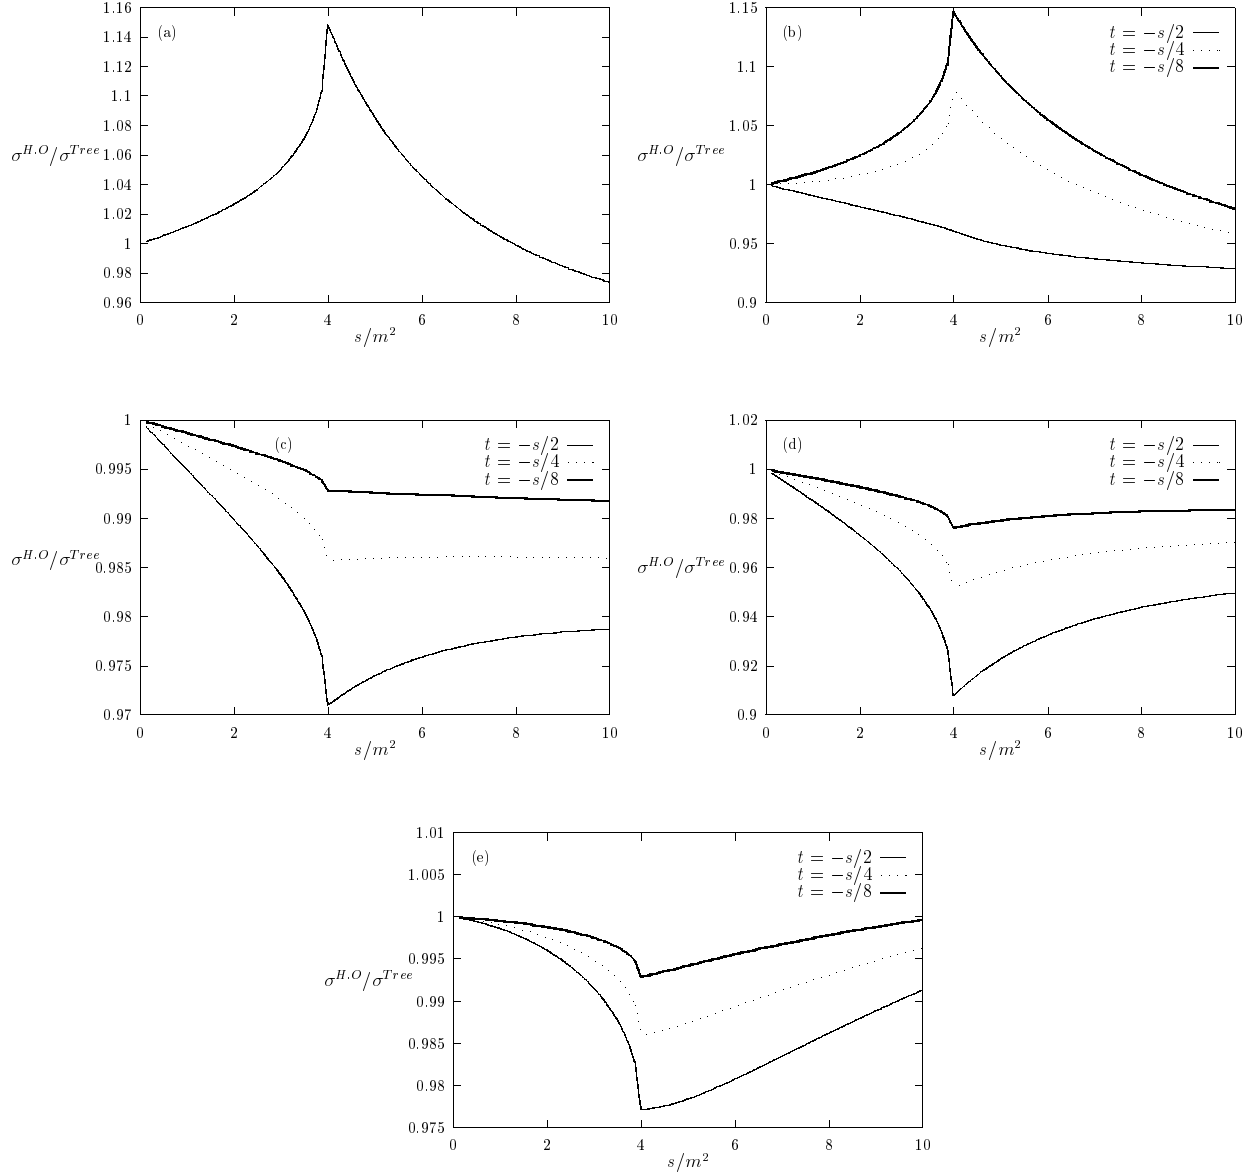 1.16
1.14
1.12
1.1
1.08
1.06
1.04
1.02
1
0.98
0.96
(a)
σ^{H.O}/σ^{Tree}
0 2 4 6 8 10
s/m²
1.15
1.1
1.05
1
0.95
0.9
(b)
t = −s/2
t = −s/4
t = −s/8
σ^{H.O}/σ^{Tree}
0 2 4 6 8 10
s/m²
1
0.995
0.99
0.985
0.98
0.975
0.97
(c)
t = −s/2
t = −s/4
t = −s/8
σ^{H.O}/σ^{Tree}
0 2 4 6 8 10
s/m²
1.02
1
0.98
0.96
0.94
0.92
0.9
(d)
t = −s/2
t = −s/4
t = −s/8
σ^{H.O}/σ^{Tree}
0 2 4 6 8 10
s/m²
1.01
1.005
1
0.995
0.99
0.985
0.98
0.975
(e)
t = −s/2
t = −s/4
t = −s/8
σ^{H.O}/σ^{Tree}
0 2 4 6 8 10
s/m²